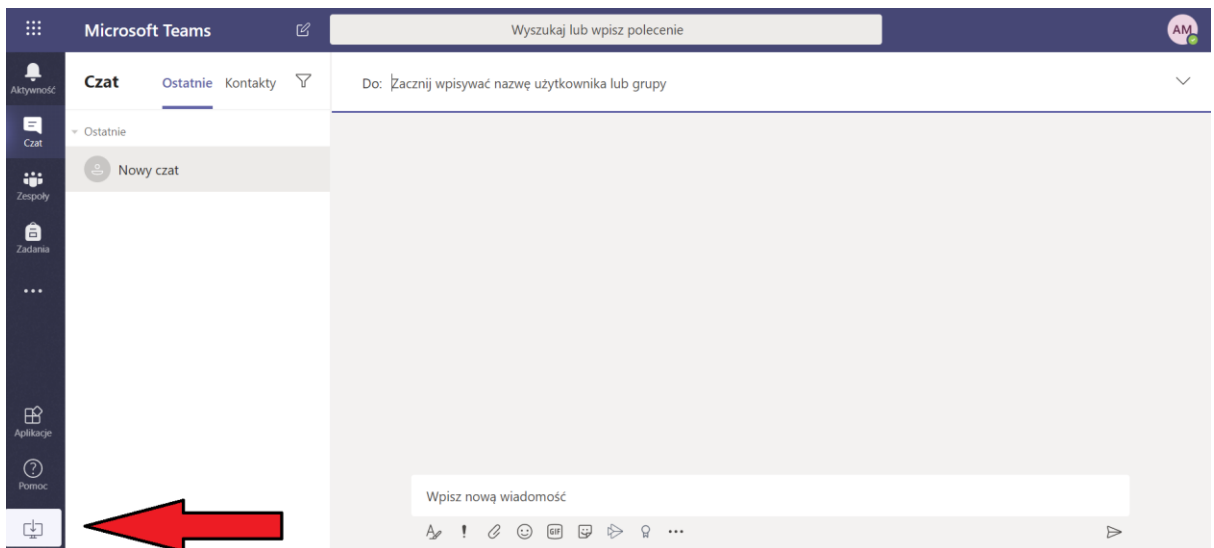 Microsoft Teams
Wyszukaj lub wpisz polecenie
AM
Aktywność
Czat
Zespoły
Zadania
Aplikacje
Pomoc
Czat Ostatnie Kontakty
Ostatnie
Nowy czat
Do: Zacznij wpisywać nazwę użytkownika lub grupy
Wpisz nową wiadomość
GIF